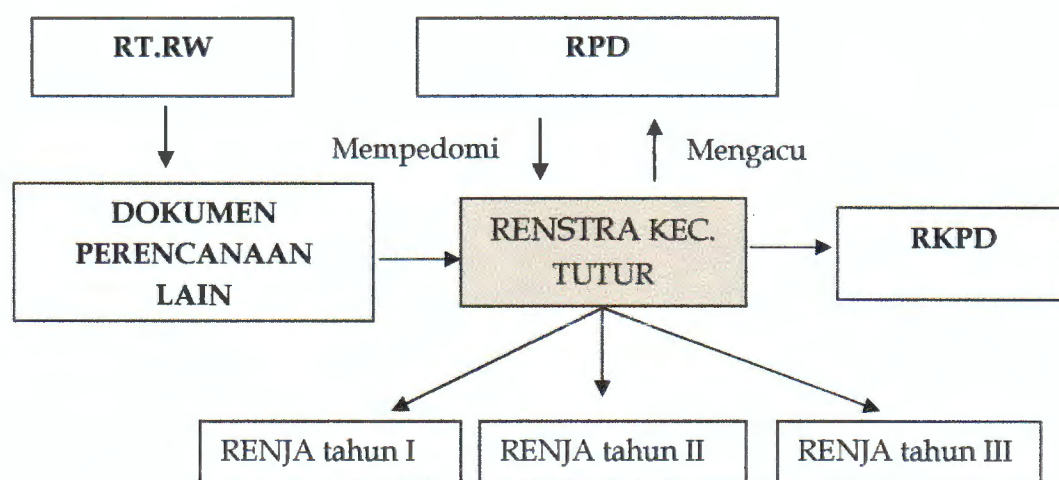 RT.RW
RPD
Mempedomi
Mengacu
DOKUMEN
PERENCANAAN
LAIN
RENSTRA KEC.
TUTUR
RKPD
RENJA tahun I
RENJA tahun II
RENJA tahun III